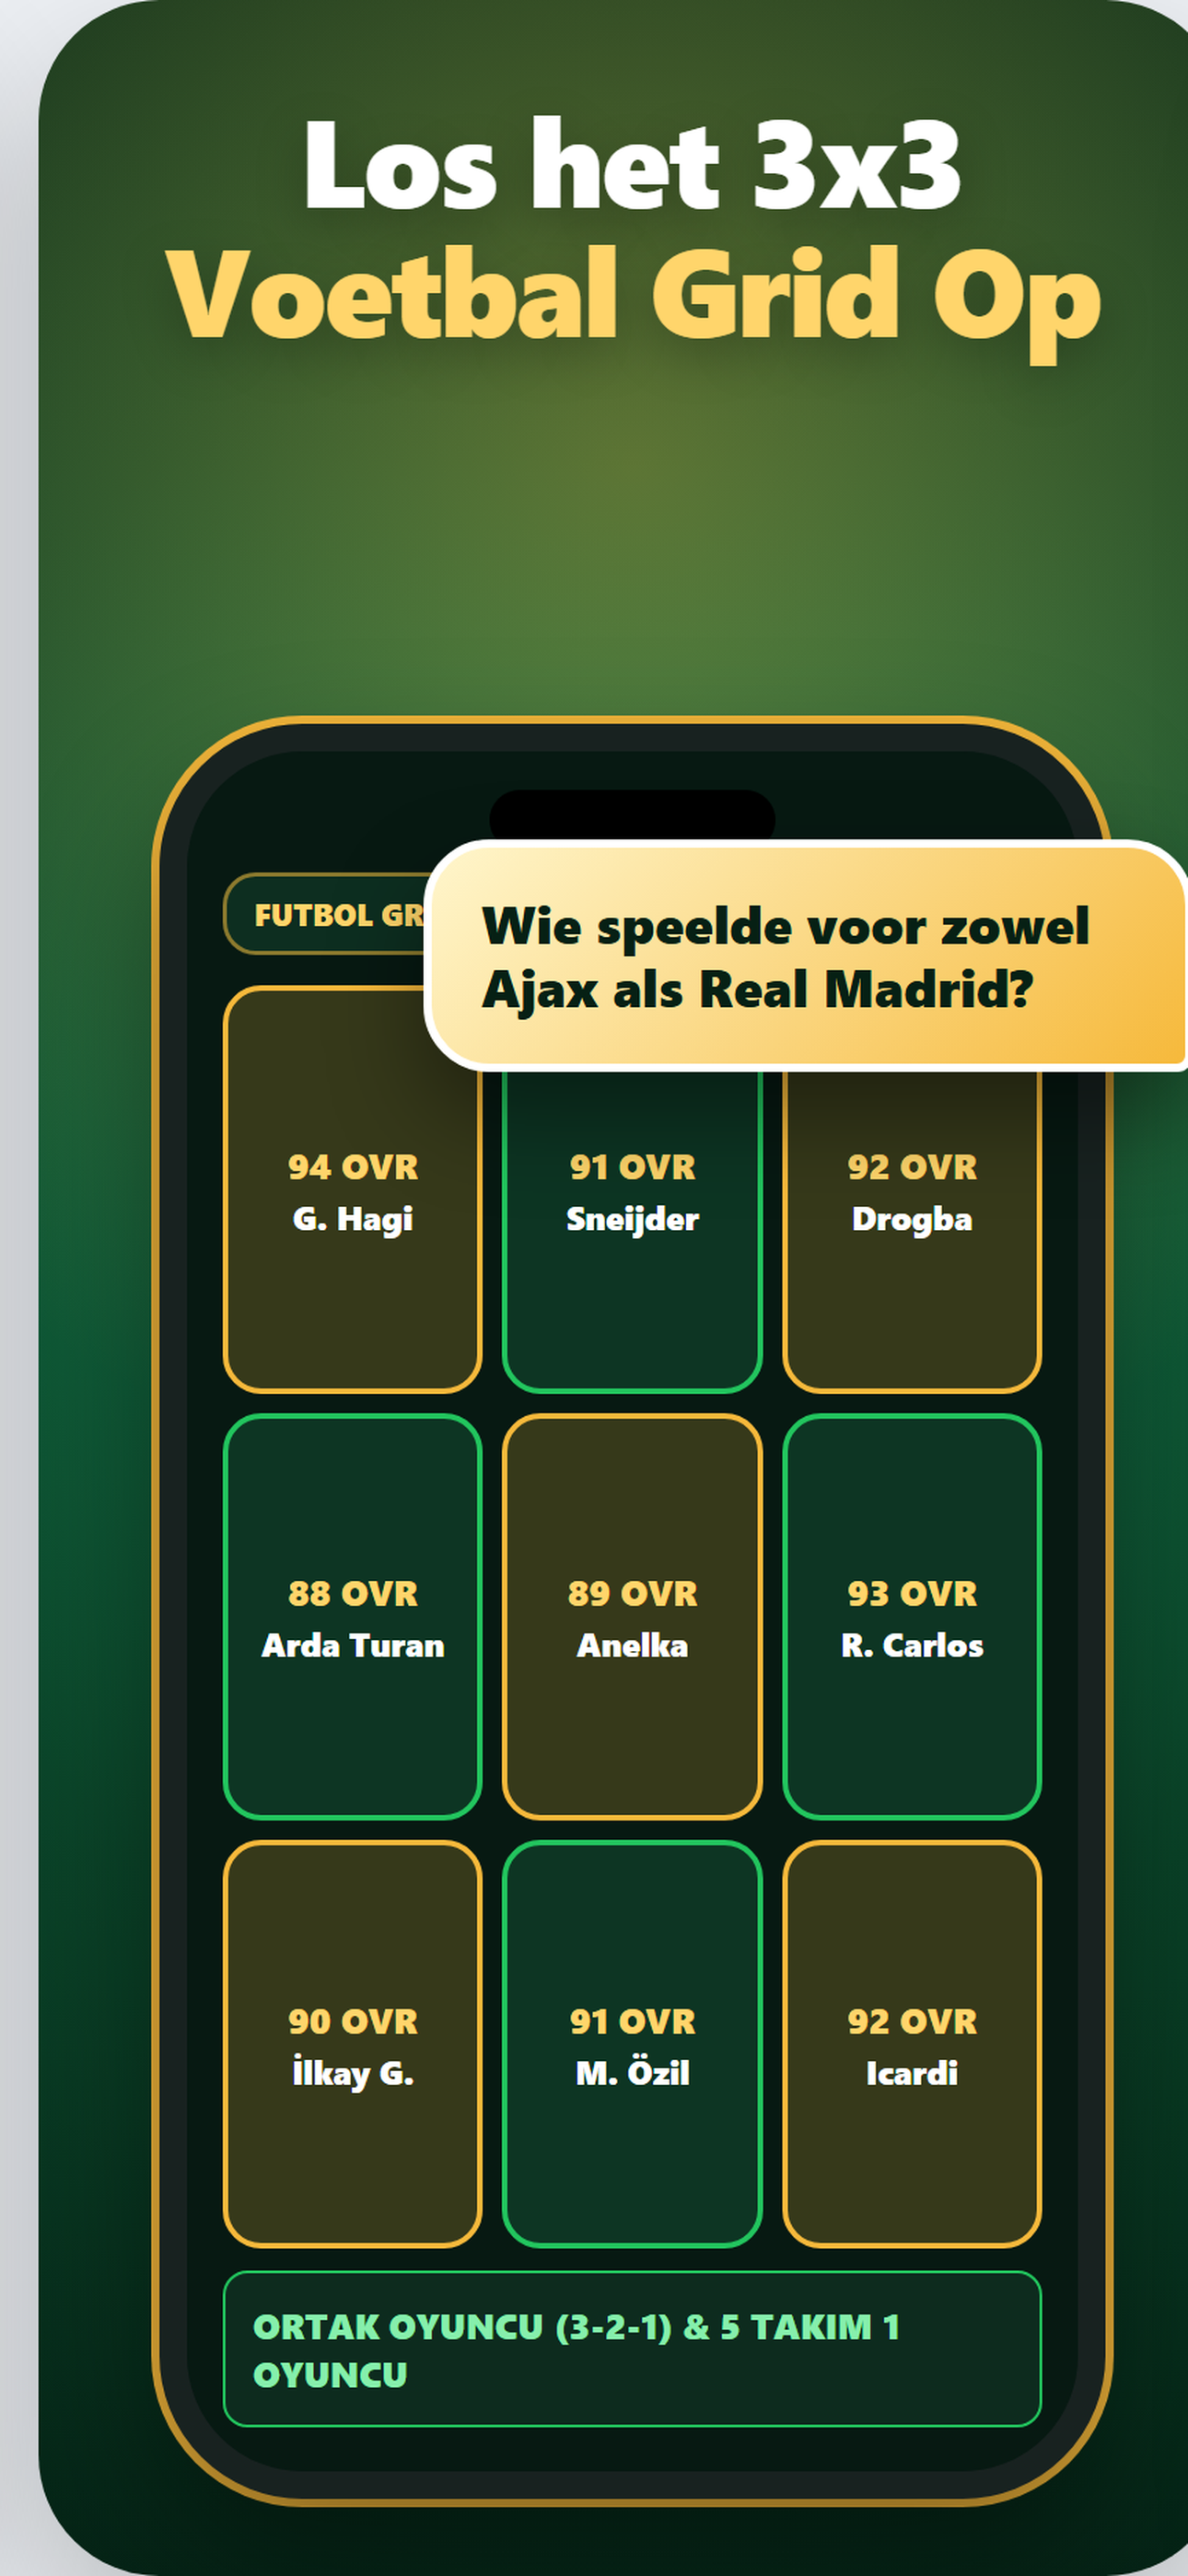 Los het 3x3
Voetbal Grid Op
Wie speelde voor zowel
Ajax als Real Madrid?
FUTBOL
94 OVR
G. Hagi
91 OVR
Sneijder
92 OVR
Drogba
88 OVR
Arda Turan
89 OVR
Anelka
93 OVR
R. Carlos
90 OVR
İlkay G.
91 OVR
M. Özil
92 OVR
Icardi
ORTAK OYUNCU (3-2-1) & 5 TAKIM 1
OYUNCU